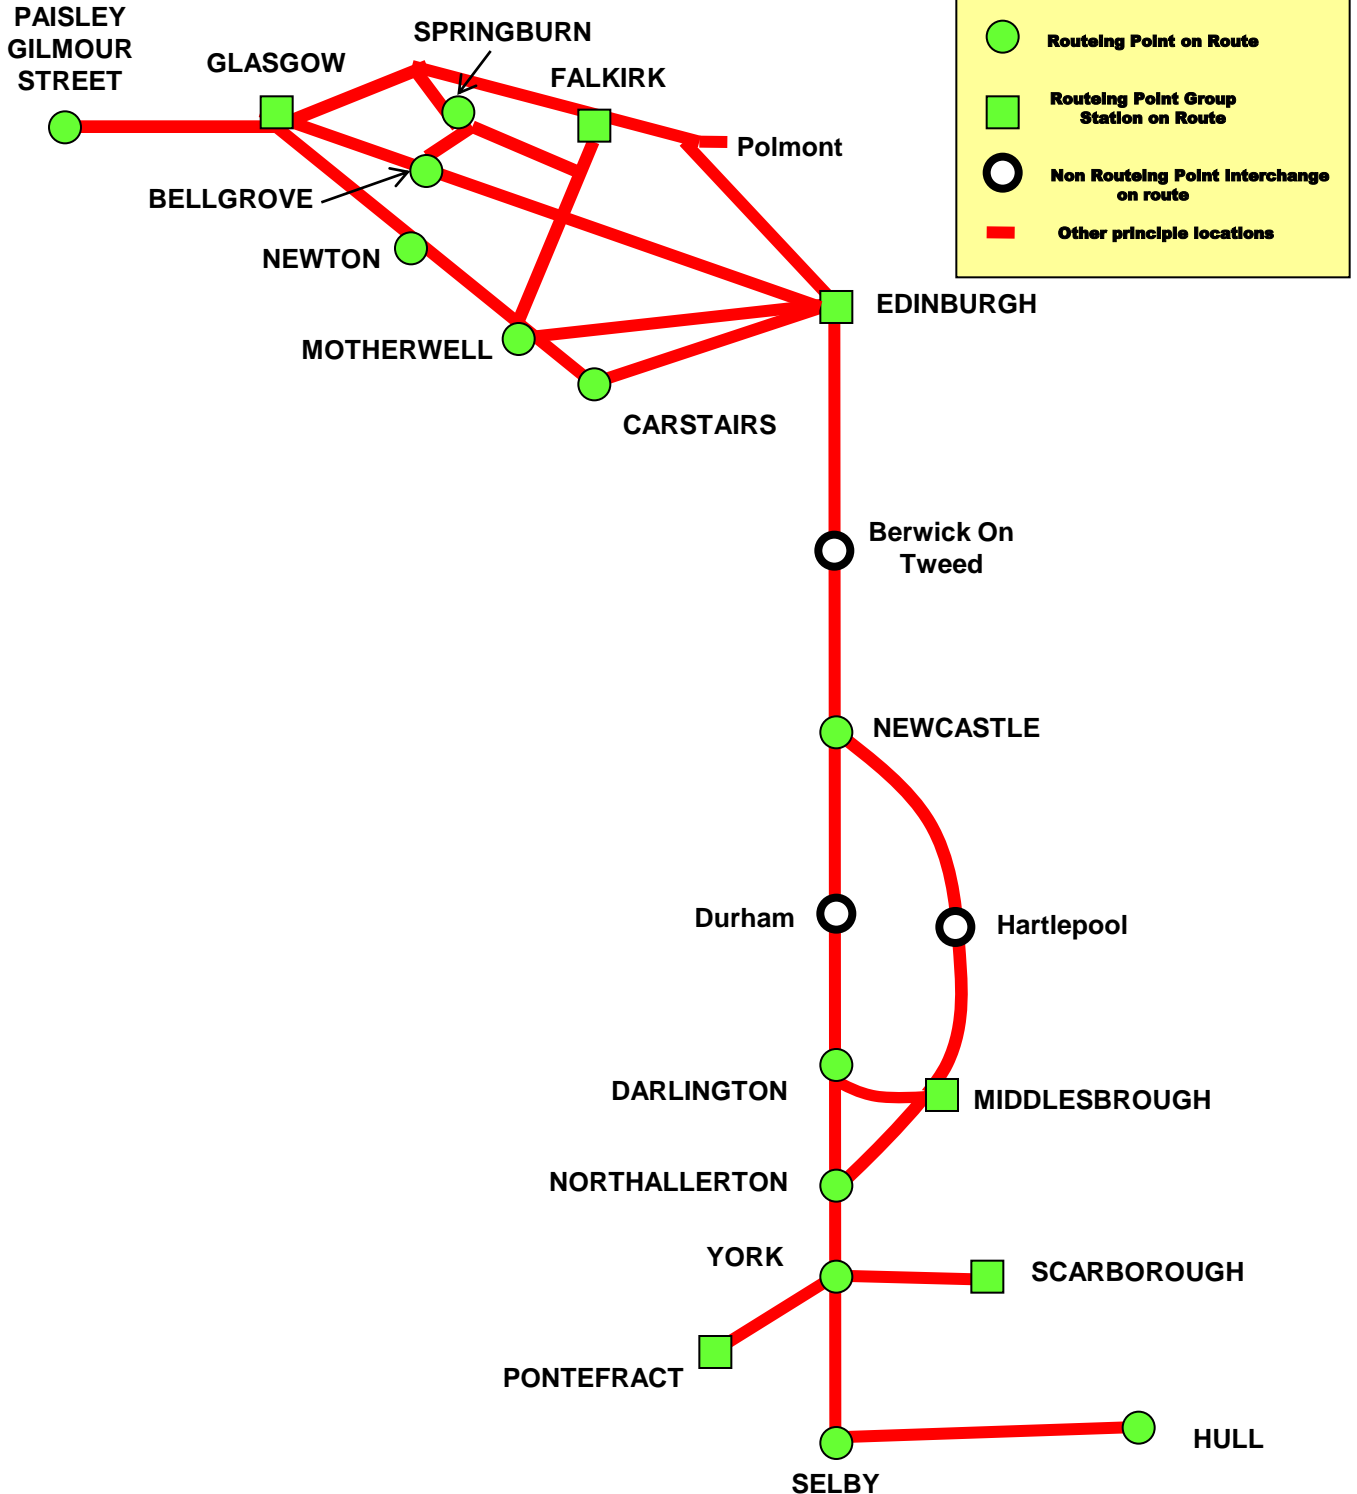 PAISLEY
GILMOUR
STREET
GLASGOW
SPRINGBURN
FALKIRK
Polmont
BELLGROVE
NEWTON
MOTHERWELL
CARSTAIRS
EDINBURGH
Routeing Point on Route
Routeing Point Group
Station on Route
Non Routeing Point Interchange
on route
Other principle locations
Berwick On
Tweed
NEWCASTLE
Durham
Hartlepool
DARLINGTON
MIDDLESBROUGH
NORTHALLERTON
YORK
SCARBOROUGH
PONTEFRACT
HULL
SELBY